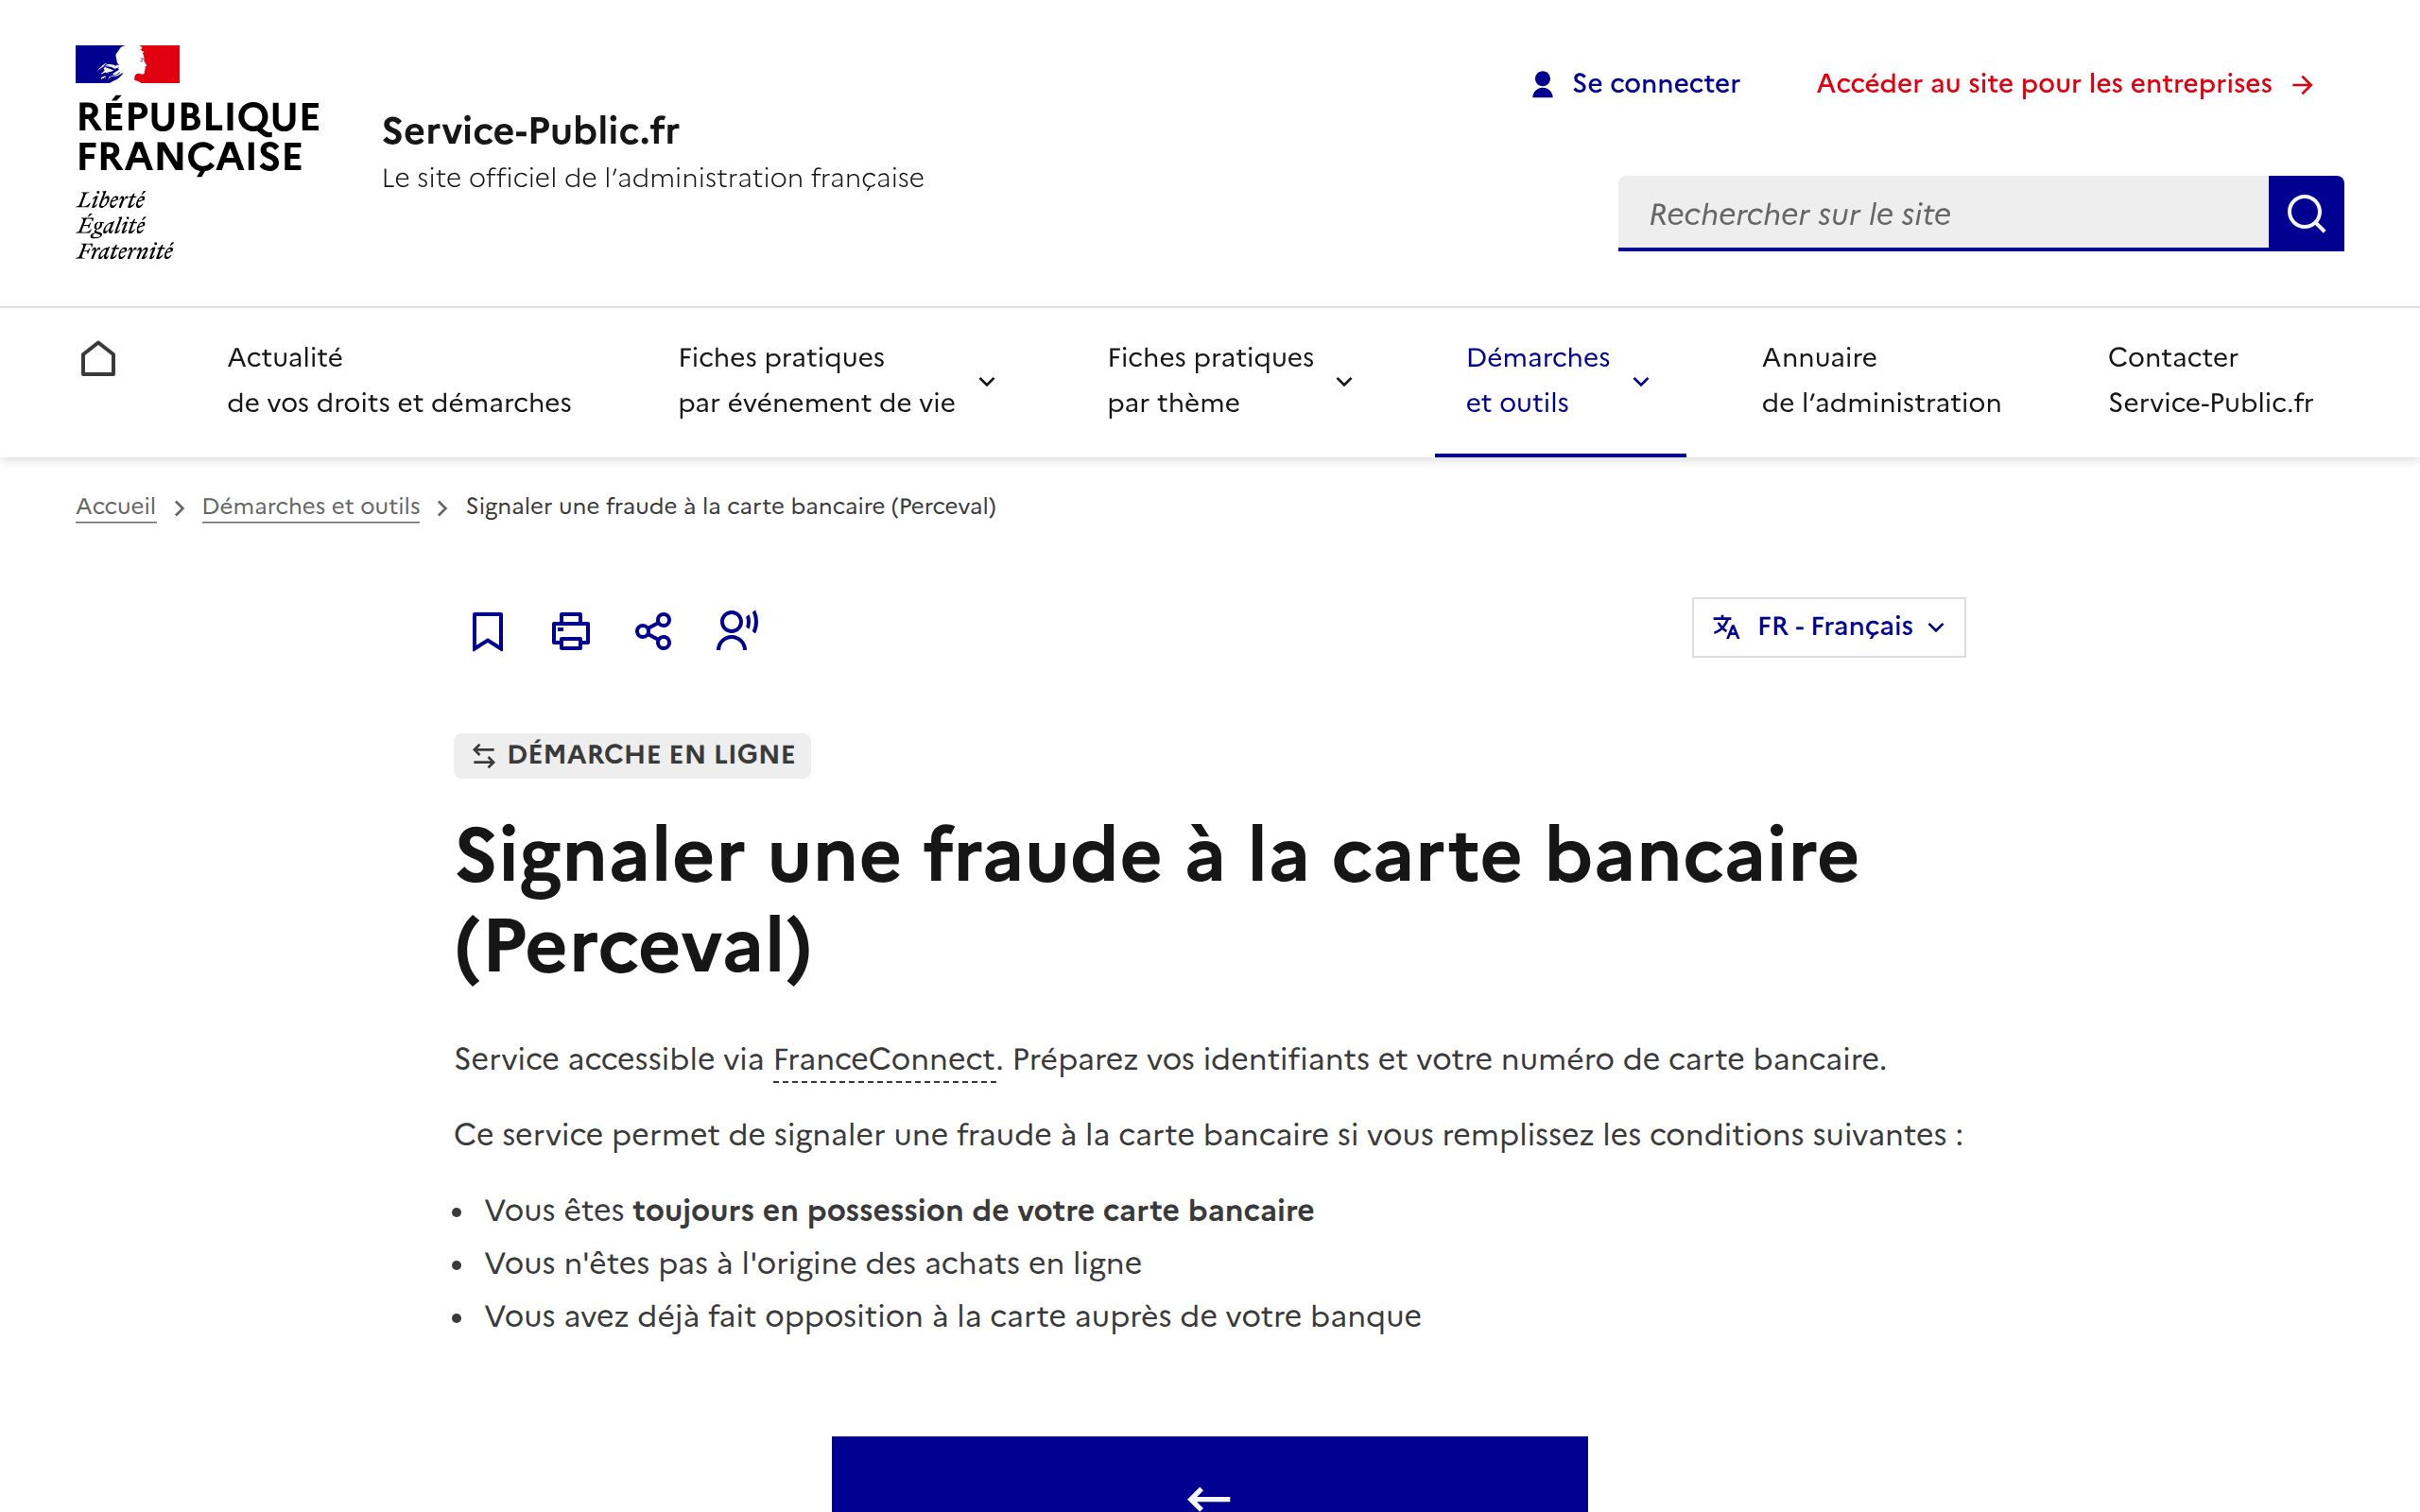 RÉPUBLIQUE
FRANÇAISE
Liberté
Égalité
Fraternité
Service-Public.fr
Le site officiel de l’administration française
Se connecter
Accéder au site pour les entreprises
Rechercher sur le site
Actualité
de vos droits et démarches
Fiches pratiques
par événement de vie
Fiches pratiques
par thème
Démarches
et outils
Annuaire
de l’administration
Contacter
Service-Public.fr
Accueil > Démarches et outils > Signaler une fraude à la carte bancaire (Perceval)
FR - Français
DÉMARCHE EN LIGNE
Signaler une fraude à la carte bancaire
(Perceval)
Service accessible via FranceConnect. Préparez vos identifiants et votre numéro de carte bancaire.
Ce service permet de signaler une fraude à la carte bancaire si vous remplissez les conditions suivantes :
• Vous êtes toujours en possession de votre carte bancaire
• Vous n'êtes pas à l'origine des achats en ligne
• Vous avez déjà fait opposition à la carte auprès de votre banque